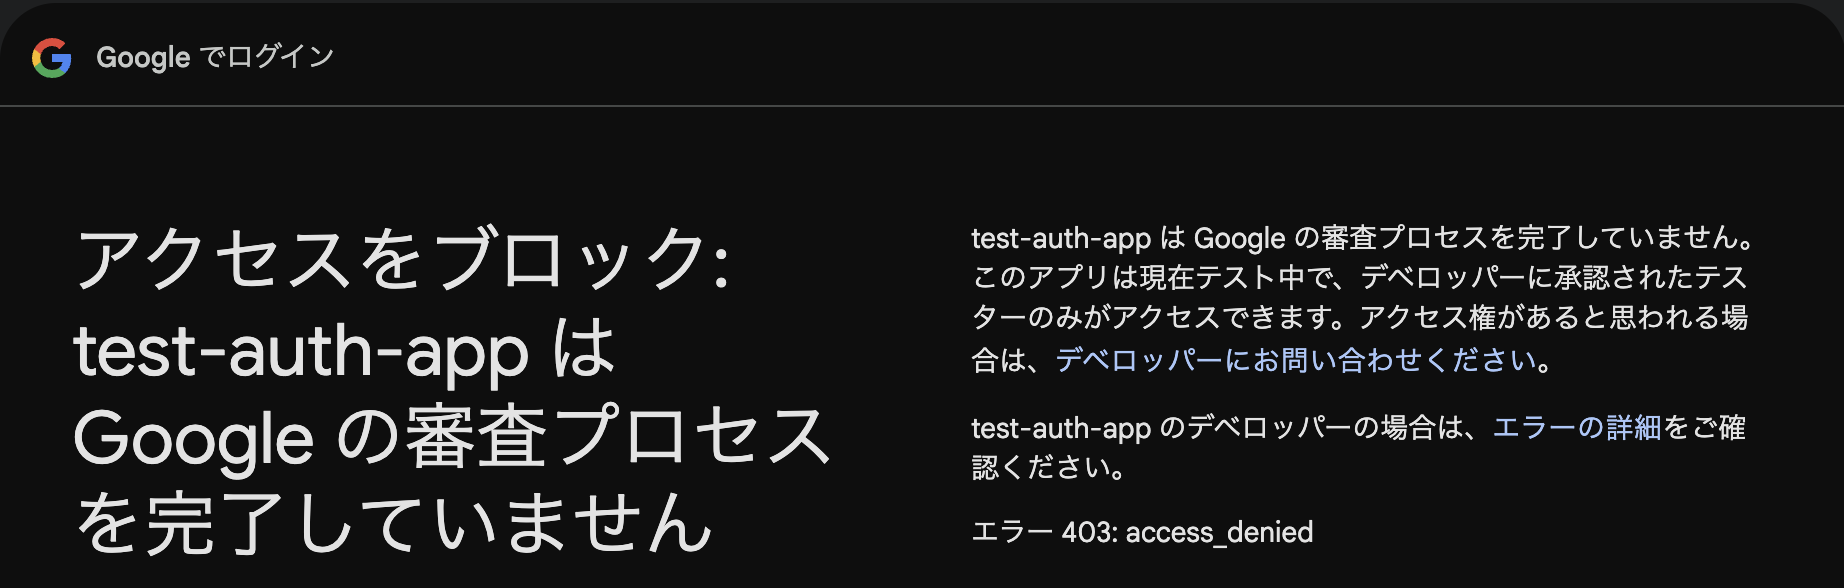 Google でログイン
アクセスをブロック:
test-auth-app は
Google の審査プロセス
を完了していません
test-auth-app は Google の審査プロセスを完了していません。
このアプリは現在テスト中で、デベロッパーに承認されたテス
ターのみがアクセスできます。アクセス権があると思われる場
合は、デベロッパーにお問い合わせください。
test-auth-app のデベロッパーの場合は、エラーの詳細をご確
認ください。
エラー 403: access_denied